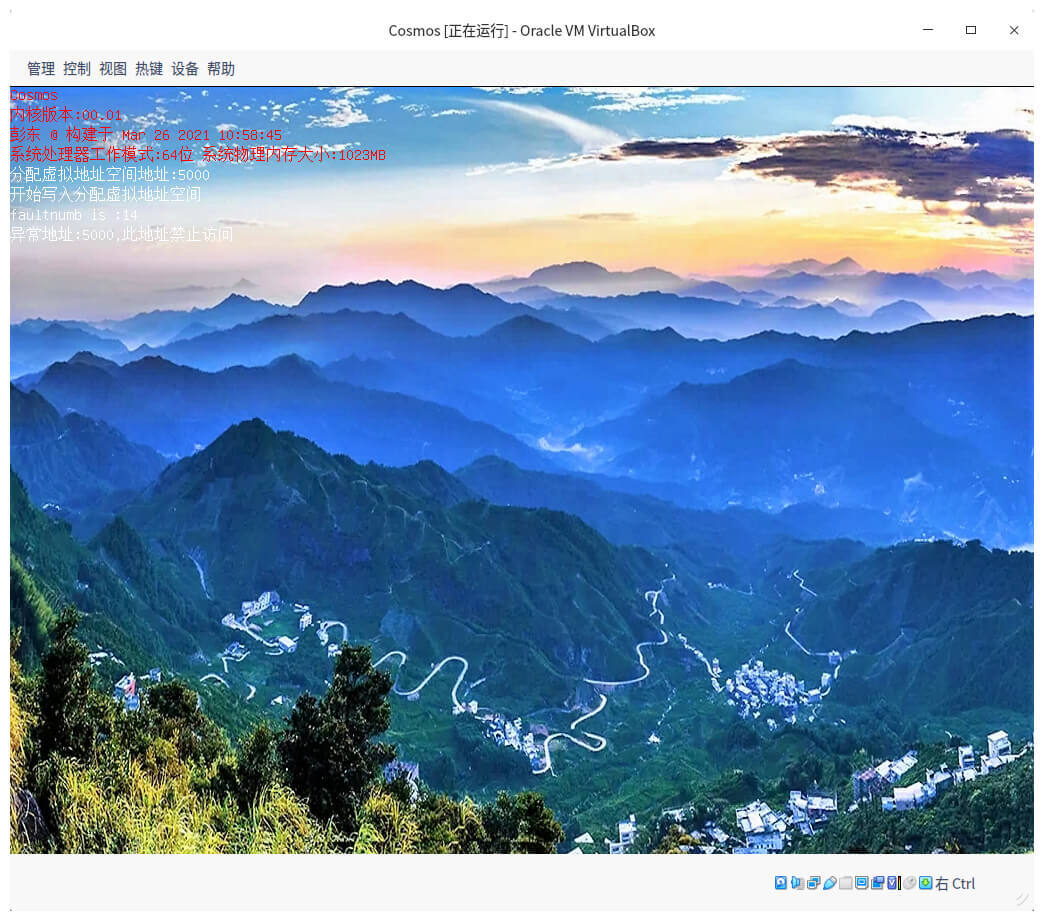 Cosmos [正在运行] - Oracle VM VirtualBox
管理 控制 视图 热键 设备 帮助
Cosmos
内核版本:00.01
彭东 @ 构建于 Mar 26 2021 10:58:45
系统处理器工作模式:64位 系统物理内存大小:1023MB
分配虚拟地址空间地址:5000
开始写入分配虚拟地址空间
faultnumb is :14
异常地址:5000,此地址禁止访问
右 Ctrl